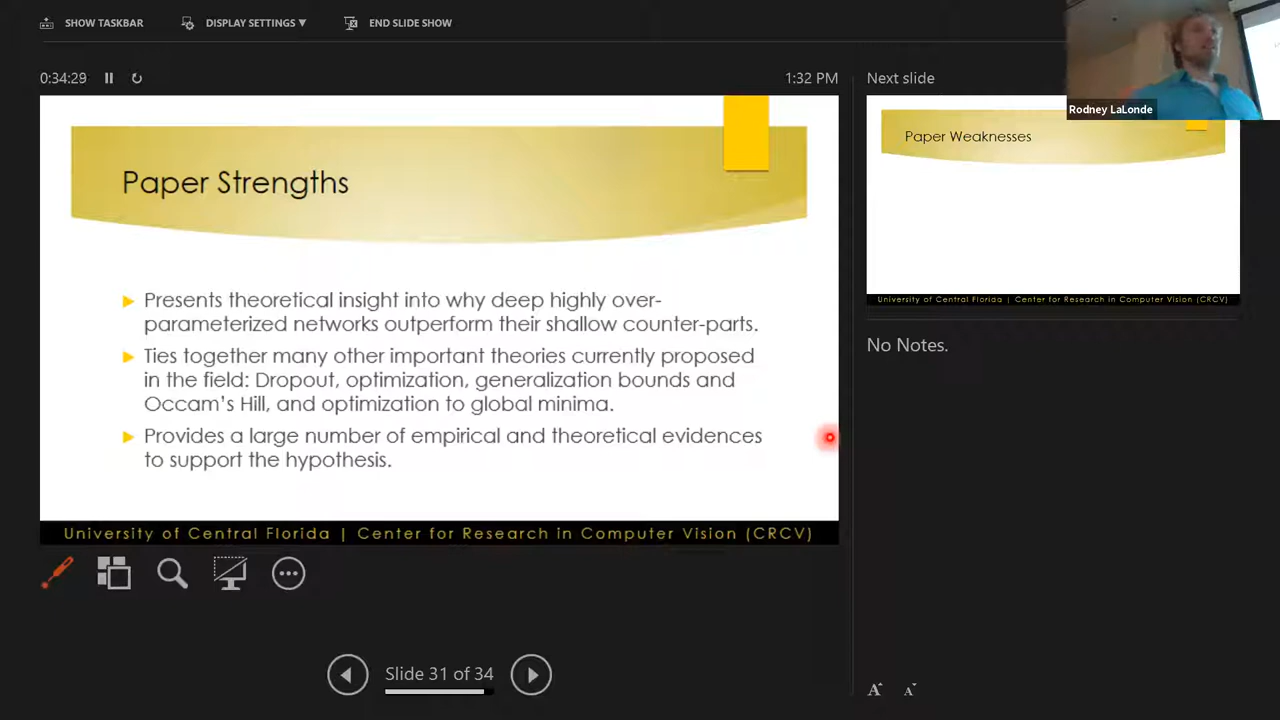 SHOW TASKBAR
DISPLAY SETTINGS ▼
END SLIDE SHOW
0:34:29
1:32 PM
Next slide
Rodney LaLonde
Paper Strengths
Presents theoretical insight into why deep highly over-
parameterized networks outperform their shallow counter-parts.
Ties together many other important theories currently proposed
in the field: Dropout, optimization, generalization bounds and
Occam's Hill, and optimization to global minima.
Provides a large number of empirical and theoretical evidences
to support the hypothesis.
University of Central Florida | Center for Research in Computer Vision (CRCV)
Paper Weaknesses
University of Central Florida | Center for Research in Computer Vision (CRCV)
No Notes.
Slide 31 of 34
A A